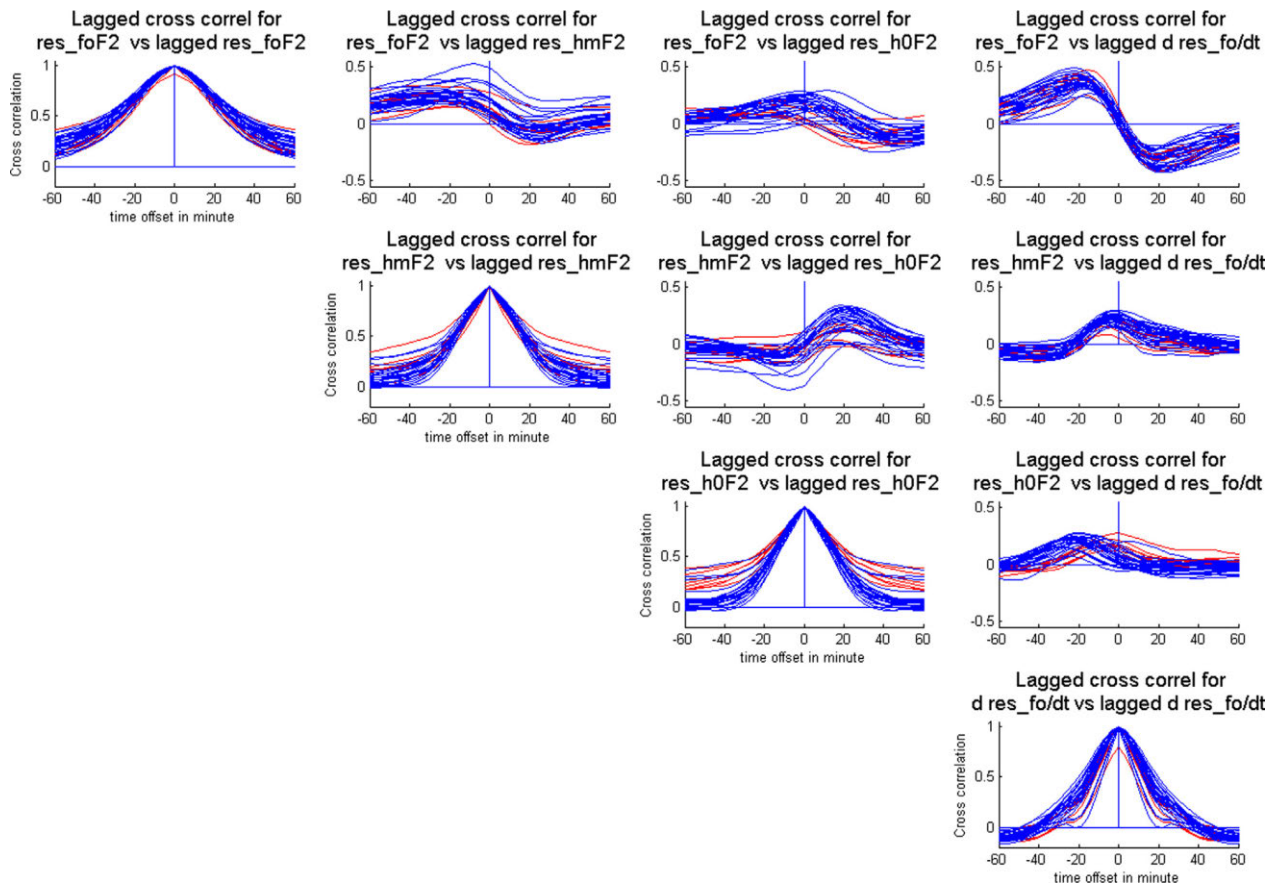 Lagged cross correl for
res_foF2 vs lagged res_foF2
1
0.5
0
Cross correlation
-60 -40 -20 0 20 40 60
time offset in minute
Lagged cross correl for
res_foF2 vs lagged res_hmF2
0.5
0
-0.5
-60 -40 -20 0 20 40 60
Lagged cross correl for
res_foF2 vs lagged res_h0F2
0.5
0
-0.5
-60 -40 -20 0 20 40 60
Lagged cross correl for
res_foF2 vs lagged d res_fo/dt
0.5
0
-0.5
-60 -40 -20 0 20 40 60
Lagged cross correl for
res_hmF2 vs lagged res_hmF2
1
0.5
0
Cross correlation
-60 -40 -20 0 20 40 60
time offset in minute
Lagged cross correl for
res_hmF2 vs lagged res_h0F2
0.5
0
-0.5
-60 -40 -20 0 20 40 60
Lagged cross correl for
res_hmF2 vs lagged d res_fo/dt
0.5
0
-0.5
-60 -40 -20 0 20 40 60
Lagged cross correl for
res_h0F2 vs lagged res_h0F2
1
0.5
0
Cross correlation
-60 -40 -20 0 20 40 60
time offset in minute
Lagged cross correl for
res_h0F2 vs lagged d res_fo/dt
0.5
0
-0.5
-60 -40 -20 0 20 40 60
Lagged cross correl for
d res_fo/dt vs lagged d res_fo/dt
1
0.5
0
Cross correlation
-60 -40 -20 0 20 40 60
time offset in minute